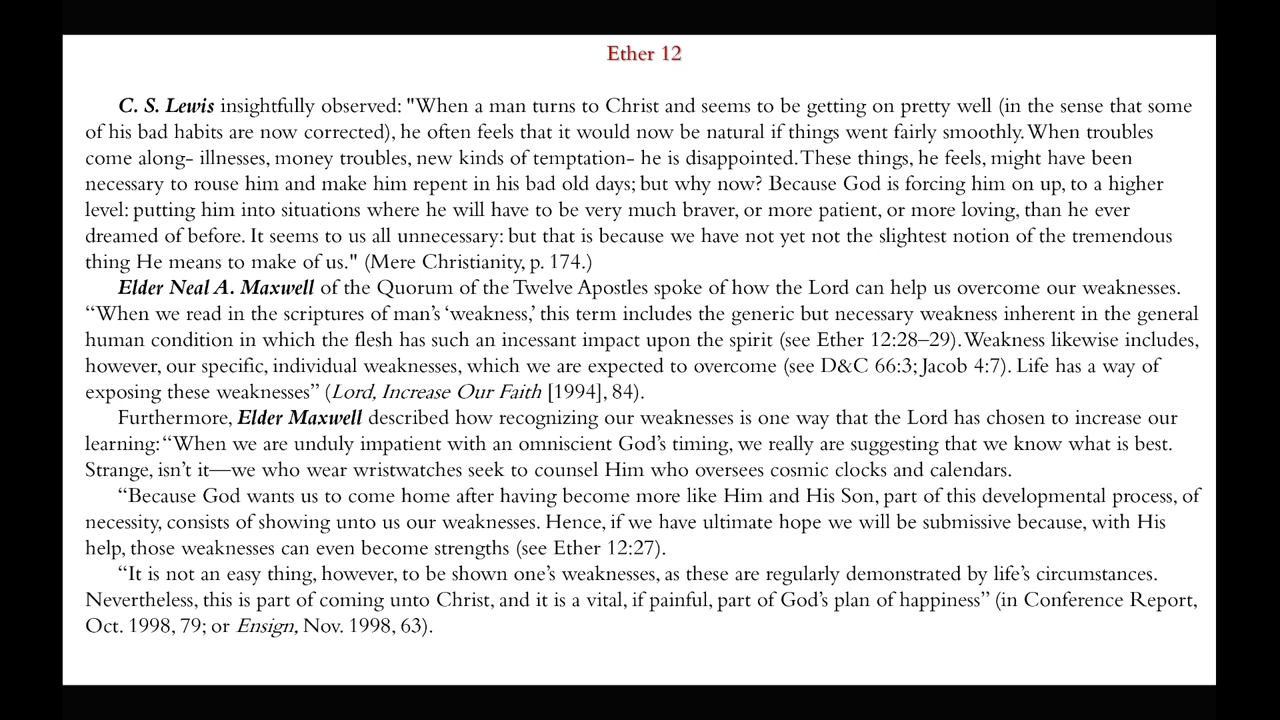 Ether 12
C. S. Lewis insightfully observed: "When a man turns to Christ and seems to be getting on pretty well (in the sense that some
of his bad habits are now corrected), he often feels that it would now be natural if things went fairly smoothly. When troubles
come along- illnesses, money troubles, new kinds of temptation- he is disappointed. These things, he feels, might have been
necessary to rouse him and make him repent in his bad old days; but why now? Because God is forcing him on up, to a higher
level: putting him into situations where he will have to be very much braver, or more patient, or more loving, than he ever
dreamed of before. It seems to us all unnecessary: but that is because we have not yet not the slightest notion of the tremendous
thing He means to make of us." (Mere Christianity, p. 174.)
Elder Neal A. Maxwell of the Quorum of the Twelve Apostles spoke of how the Lord can help us overcome our weaknesses.
“When we read in the scriptures of man’s ‘weakness,’ this term includes the generic but necessary weakness inherent in the general
human condition in which the flesh has such an incessant impact upon the spirit (see Ether 12:28–29). Weakness likewise includes,
however, our specific, individual weaknesses, which we are expected to overcome (see D&C 66:3; Jacob 4:7). Life has a way of
exposing these weaknesses” (Lord, Increase Our Faith [1994], 84).
Furthermore, Elder Maxwell described how recognizing our weaknesses is one way that the Lord has chosen to increase our
learning: “When we are unduly impatient with an omniscient God’s timing, we really are suggesting that we know what is best.
Strange, isn’t it—we who wear wristwatches seek to counsel Him who oversees cosmic clocks and calendars.
“Because God wants us to come home after having become more like Him and His Son, part of this developmental process, of
necessity, consists of showing unto us our weaknesses. Hence, if we have ultimate hope we will be submissive because, with His
help, those weaknesses can even become strengths (see Ether 12:27).
“It is not an easy thing, however, to be shown one’s weaknesses, as these are regularly demonstrated by life’s circumstances.
Nevertheless, this is part of coming unto Christ, and it is a vital, if painful, part of God’s plan of happiness” (in Conference Report,
Oct. 1998, 79; or Ensign, Nov. 1998, 63).